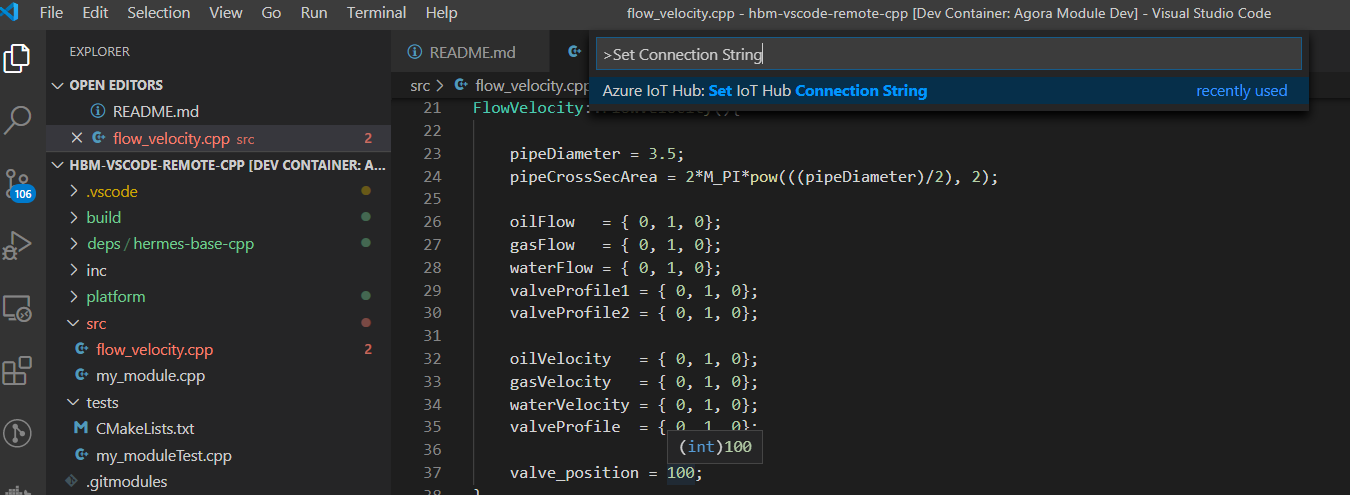 File Edit Selection View Go Run Terminal Help flow_velocity.cpp - hbm-vscode-remote-cpp [Dev Container: Agora Module Dev] - Visual Studio Code
EXPLORER
OPEN EDITORS
README.md
flow_velocity.cpp src 2
HBM-VSCODE-REMOTE-CPP [DEV CONTAINER: A...
.vscode
build
deps / hermes-base-cpp
inc
platform
src
flow_velocity.cpp 2
my_module.cpp
tests
CMakeLists.txt
my_moduleTest.cpp
.gitmodules
106
README.md
>Set Connection String
Azure IoT Hub: Set IoT Hub Connection String recently used
src > flow_velocity.cpp
21 FlowVelocity::
22
23 pipeDiameter = 3.5;
24 pipeCrossSecArea = 2*M_PI*pow(((pipeDiameter)/2), 2);
25
26 oilFlow = { 0, 1, 0};
27 gasFlow = { 0, 1, 0};
28 waterFlow = { 0, 1, 0};
29 valveProfile1 = { 0, 1, 0};
30 valveProfile2 = { 0, 1, 0};
31
32 oilVelocity = { 0, 1, 0};
33 gasVelocity = { 0, 1, 0};
34 waterVelocity = { 0, 1, 0};
35 valveProfile = { 0, 1, 0};
36 (int)100
37 valve_position = 100;
38 }